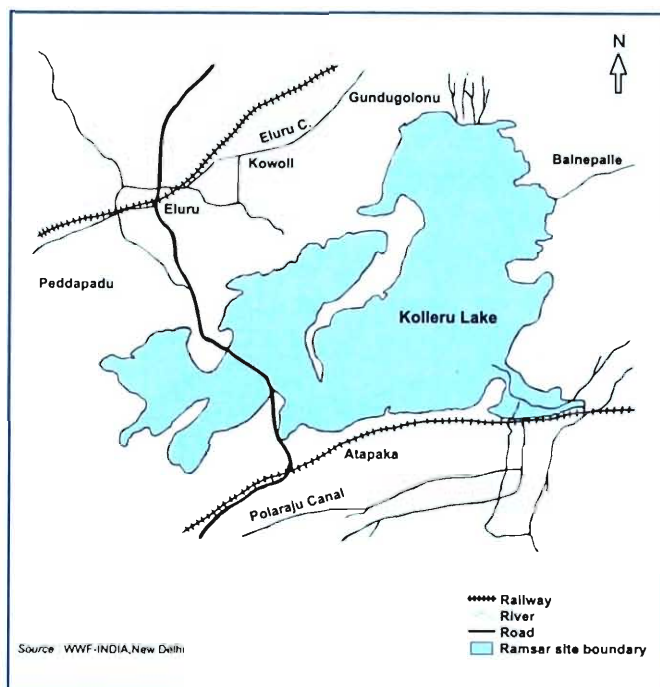 N
Gundugolonu
Eluru C.
Kowoll
Balnepalle
Eluru
Peddapadu
Kolleru Lake
Atapaka
Polaraju Canal
Railway
River
Road
Ramsar site boundary
Source : WWF-INDIA,New Delhi